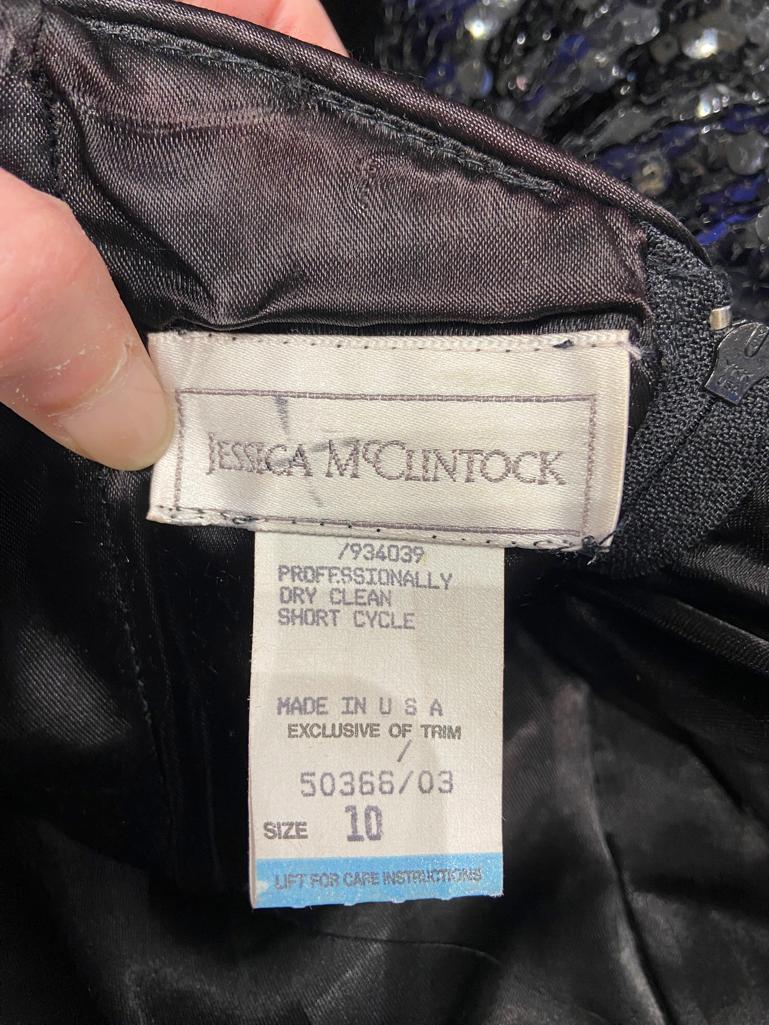 JESSICA McCLINTOCK
/934039
PROFESSIONALLY
DRY CLEAN
SHORT CYCLE
MADE IN U S A
EXCLUSIVE OF TRIM
/
50366/03
SIZE 10
LIFT FOR CARE INSTRUCTIONS